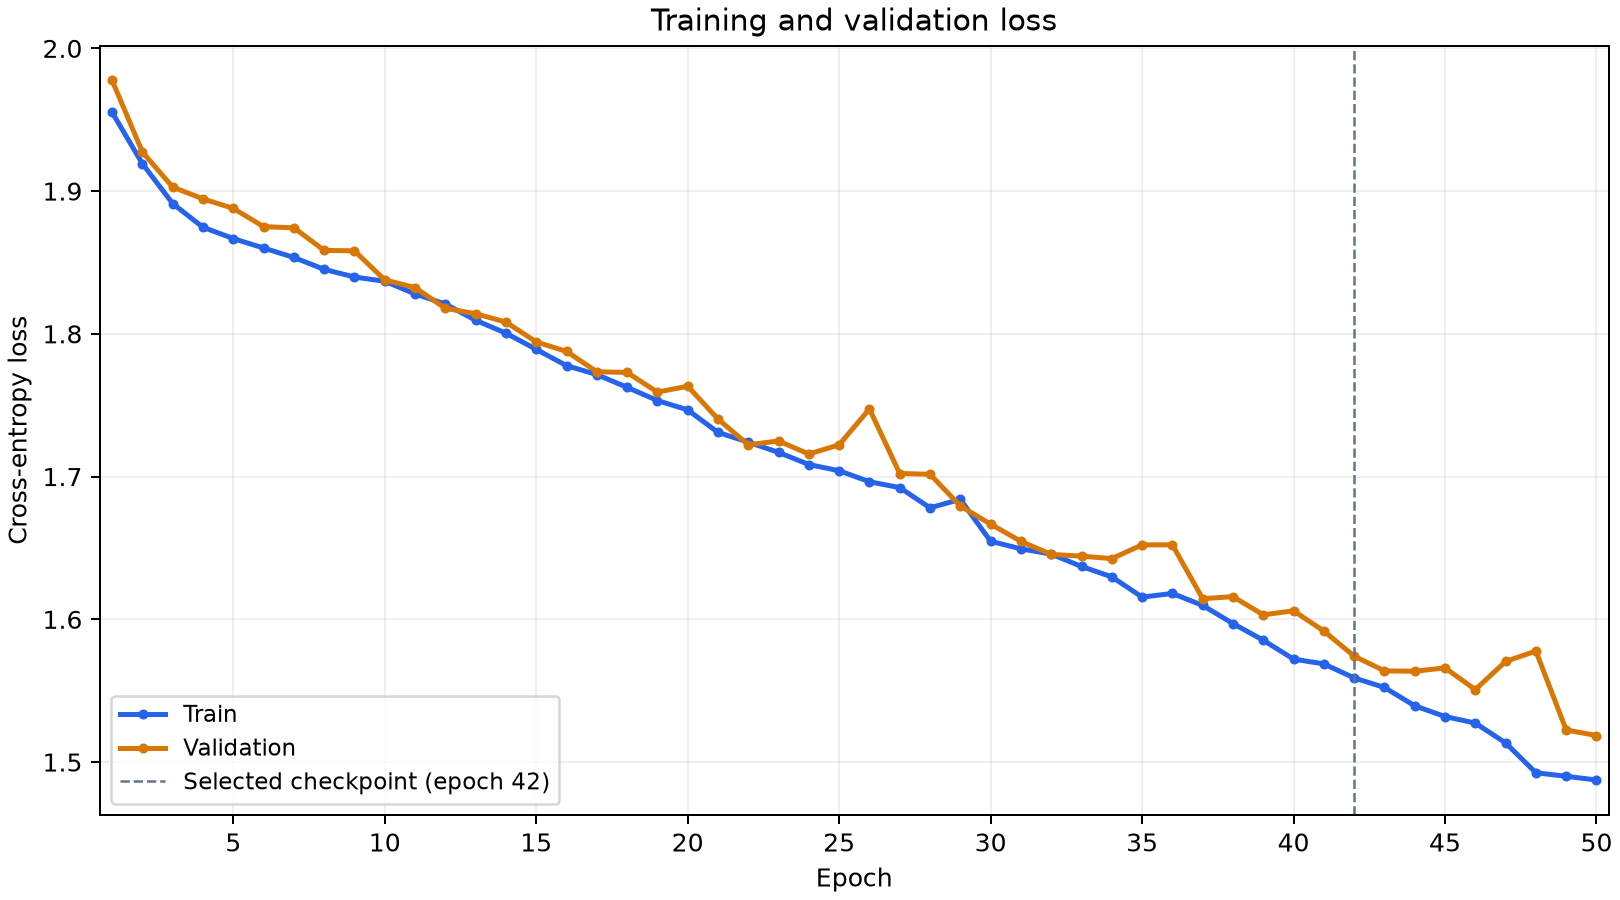 Training and validation loss
Cross-entropy loss
2.0
1.9
1.8
1.7
1.6
1.5
Train
Validation
Selected checkpoint (epoch 42)
5 10 15 20 25 30 35 40 45 50
Epoch